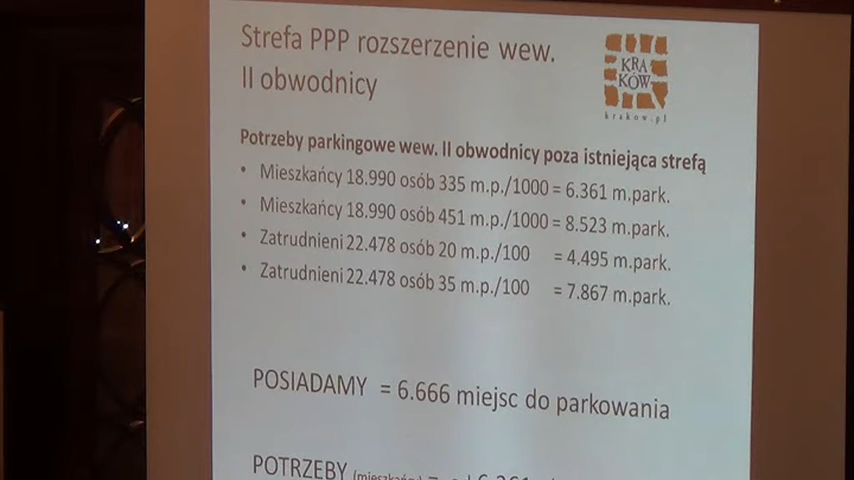 Strefa PPP rozszerzenie wew.
II obwodnicy
KRA
KÓW
krakow.pl
Potrzeby parkingowe wew. II obwodnicy poza istniejąca strefą
• Mieszkańcy 18.990 osób 335 m.p./1000 = 6.361 m.park.
• Mieszkańcy 18.990 osób 451 m.p./1000 = 8.523 m.park.
• Zatrudnieni 22.478 osób 20 m.p./100 = 4.495 m.park.
• Zatrudnieni 22.478 osób 35 m.p./100 = 7.867 m.park.
POSIADAMY = 6.666 miejsc do parkowania
POTRZEBY